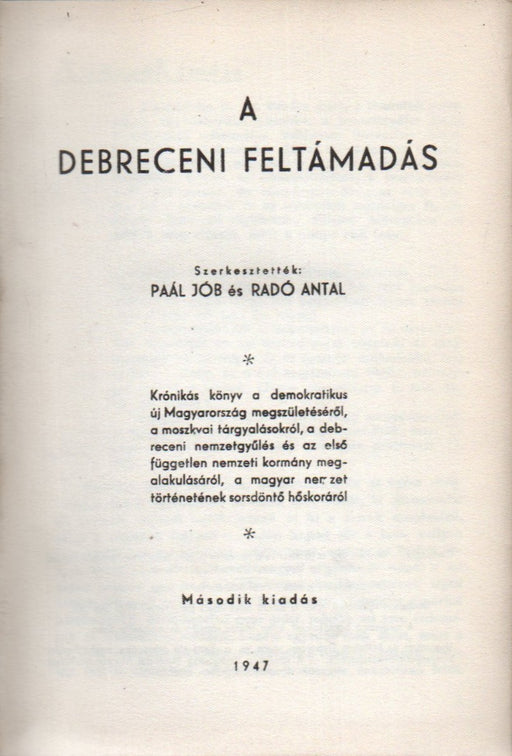 A
DEBRECENI FELTÁMADÁS
Szerkesztették:
PAÁL JÓB és RADÓ ANTAL
*
Krónikás könyv a demokratikus
új Magyarország megszületéséről,
a moszkvai tárgyalásokról, a deb-
receni nemzetgyűlés és az első
független nemzeti kormány meg-
alakulásáról, a magyar nemzet
történetének sorsdöntő hőskoráról
*
Második kiadás
1947